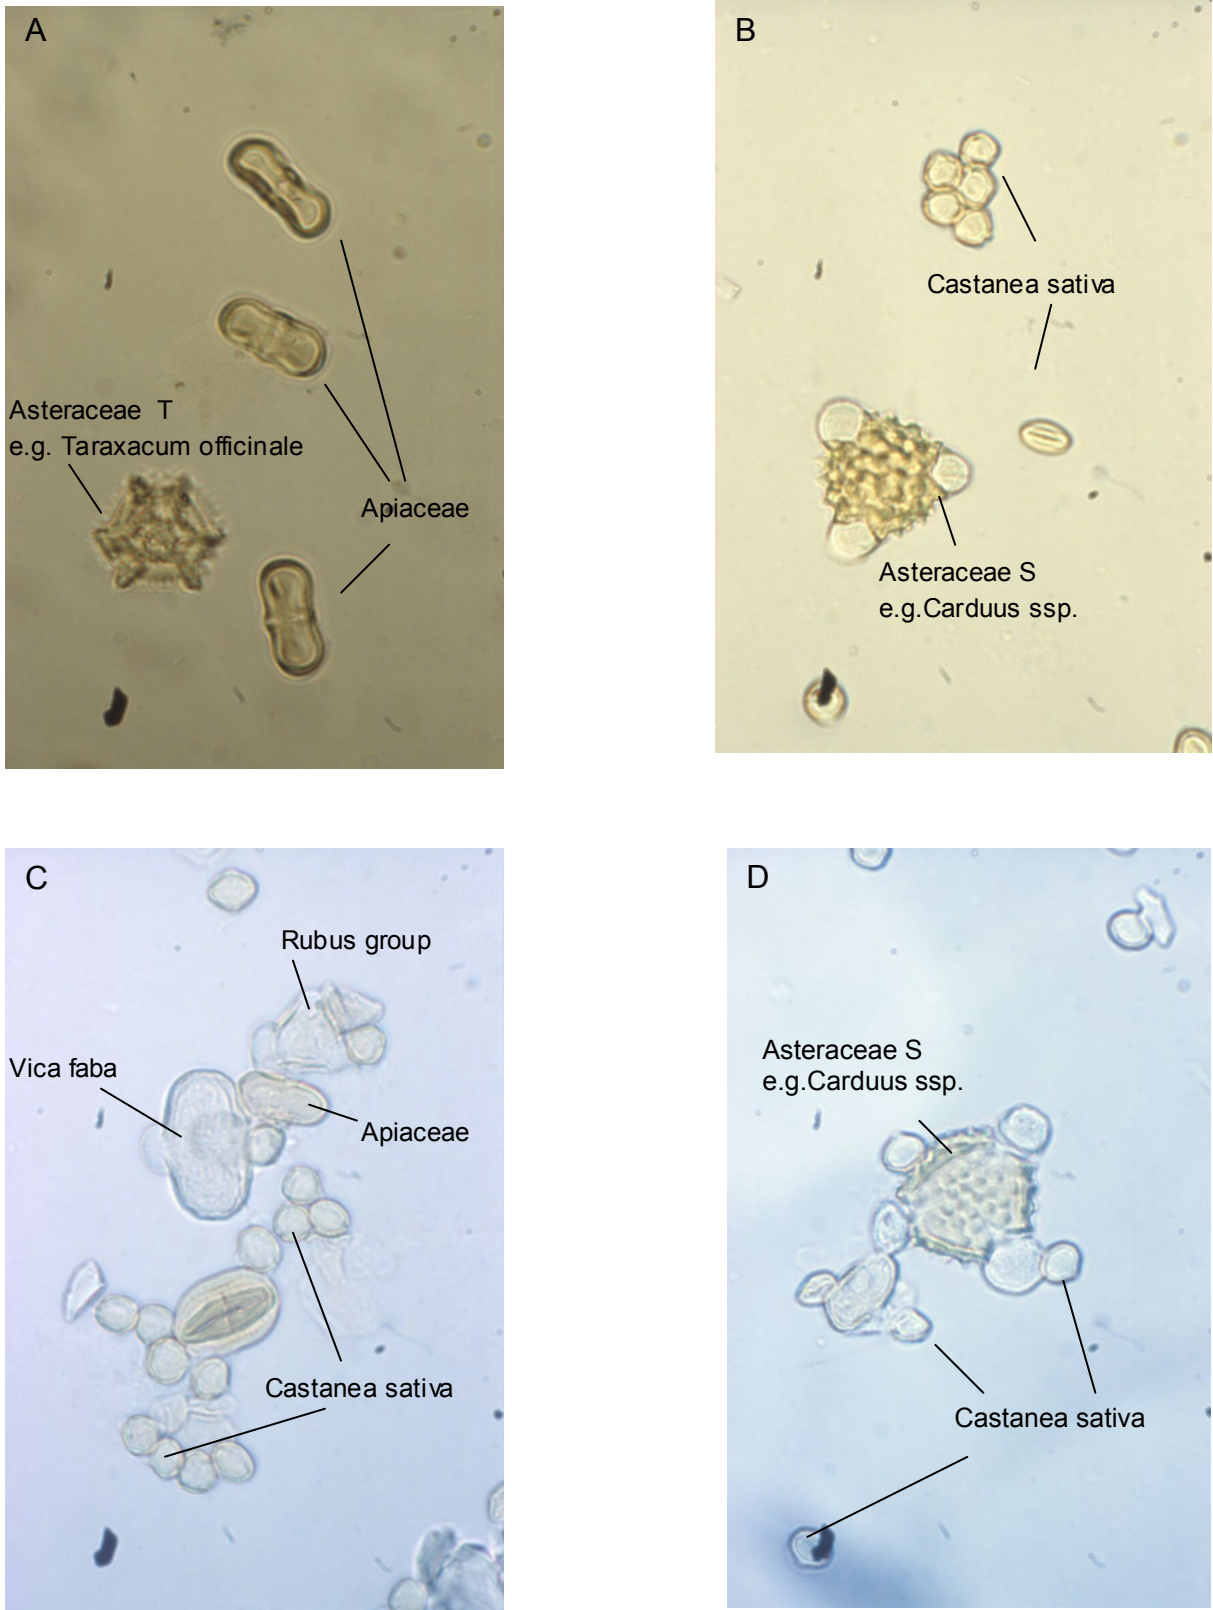 A
Asteraceae T
e.g. Taraxacum officinale
Apiaceae
B
Castanea sativa
Asteraceae S
e.g.Carduus ssp.
C
Rubus group
Vica faba
Apiaceae
Castanea sativa
D
Asteraceae S
e.g.Carduus ssp.
Castanea sativa